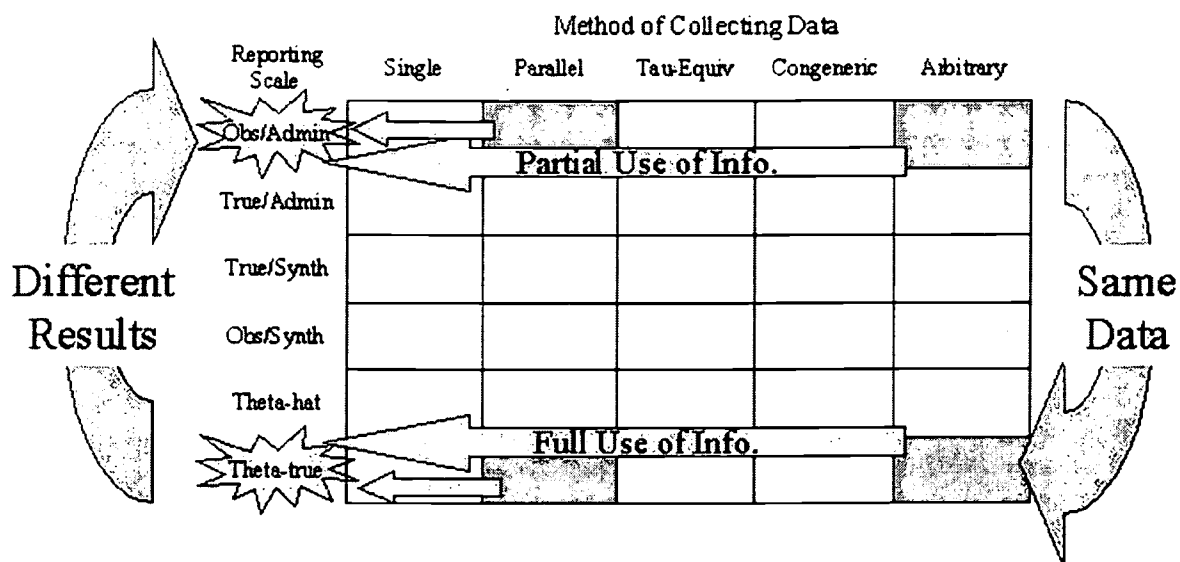 Method of Collecting Data
Reporting
Scale
Single
Parallel
Tau-Equiv
Congeneric
Arbitrary
Obs/Admin
Partial Use of Info.
True/Admin
True/Synth
Different
Results
Same
Data
Obs/Synth
Theta-hat
Full Use of Info.
Theta-true